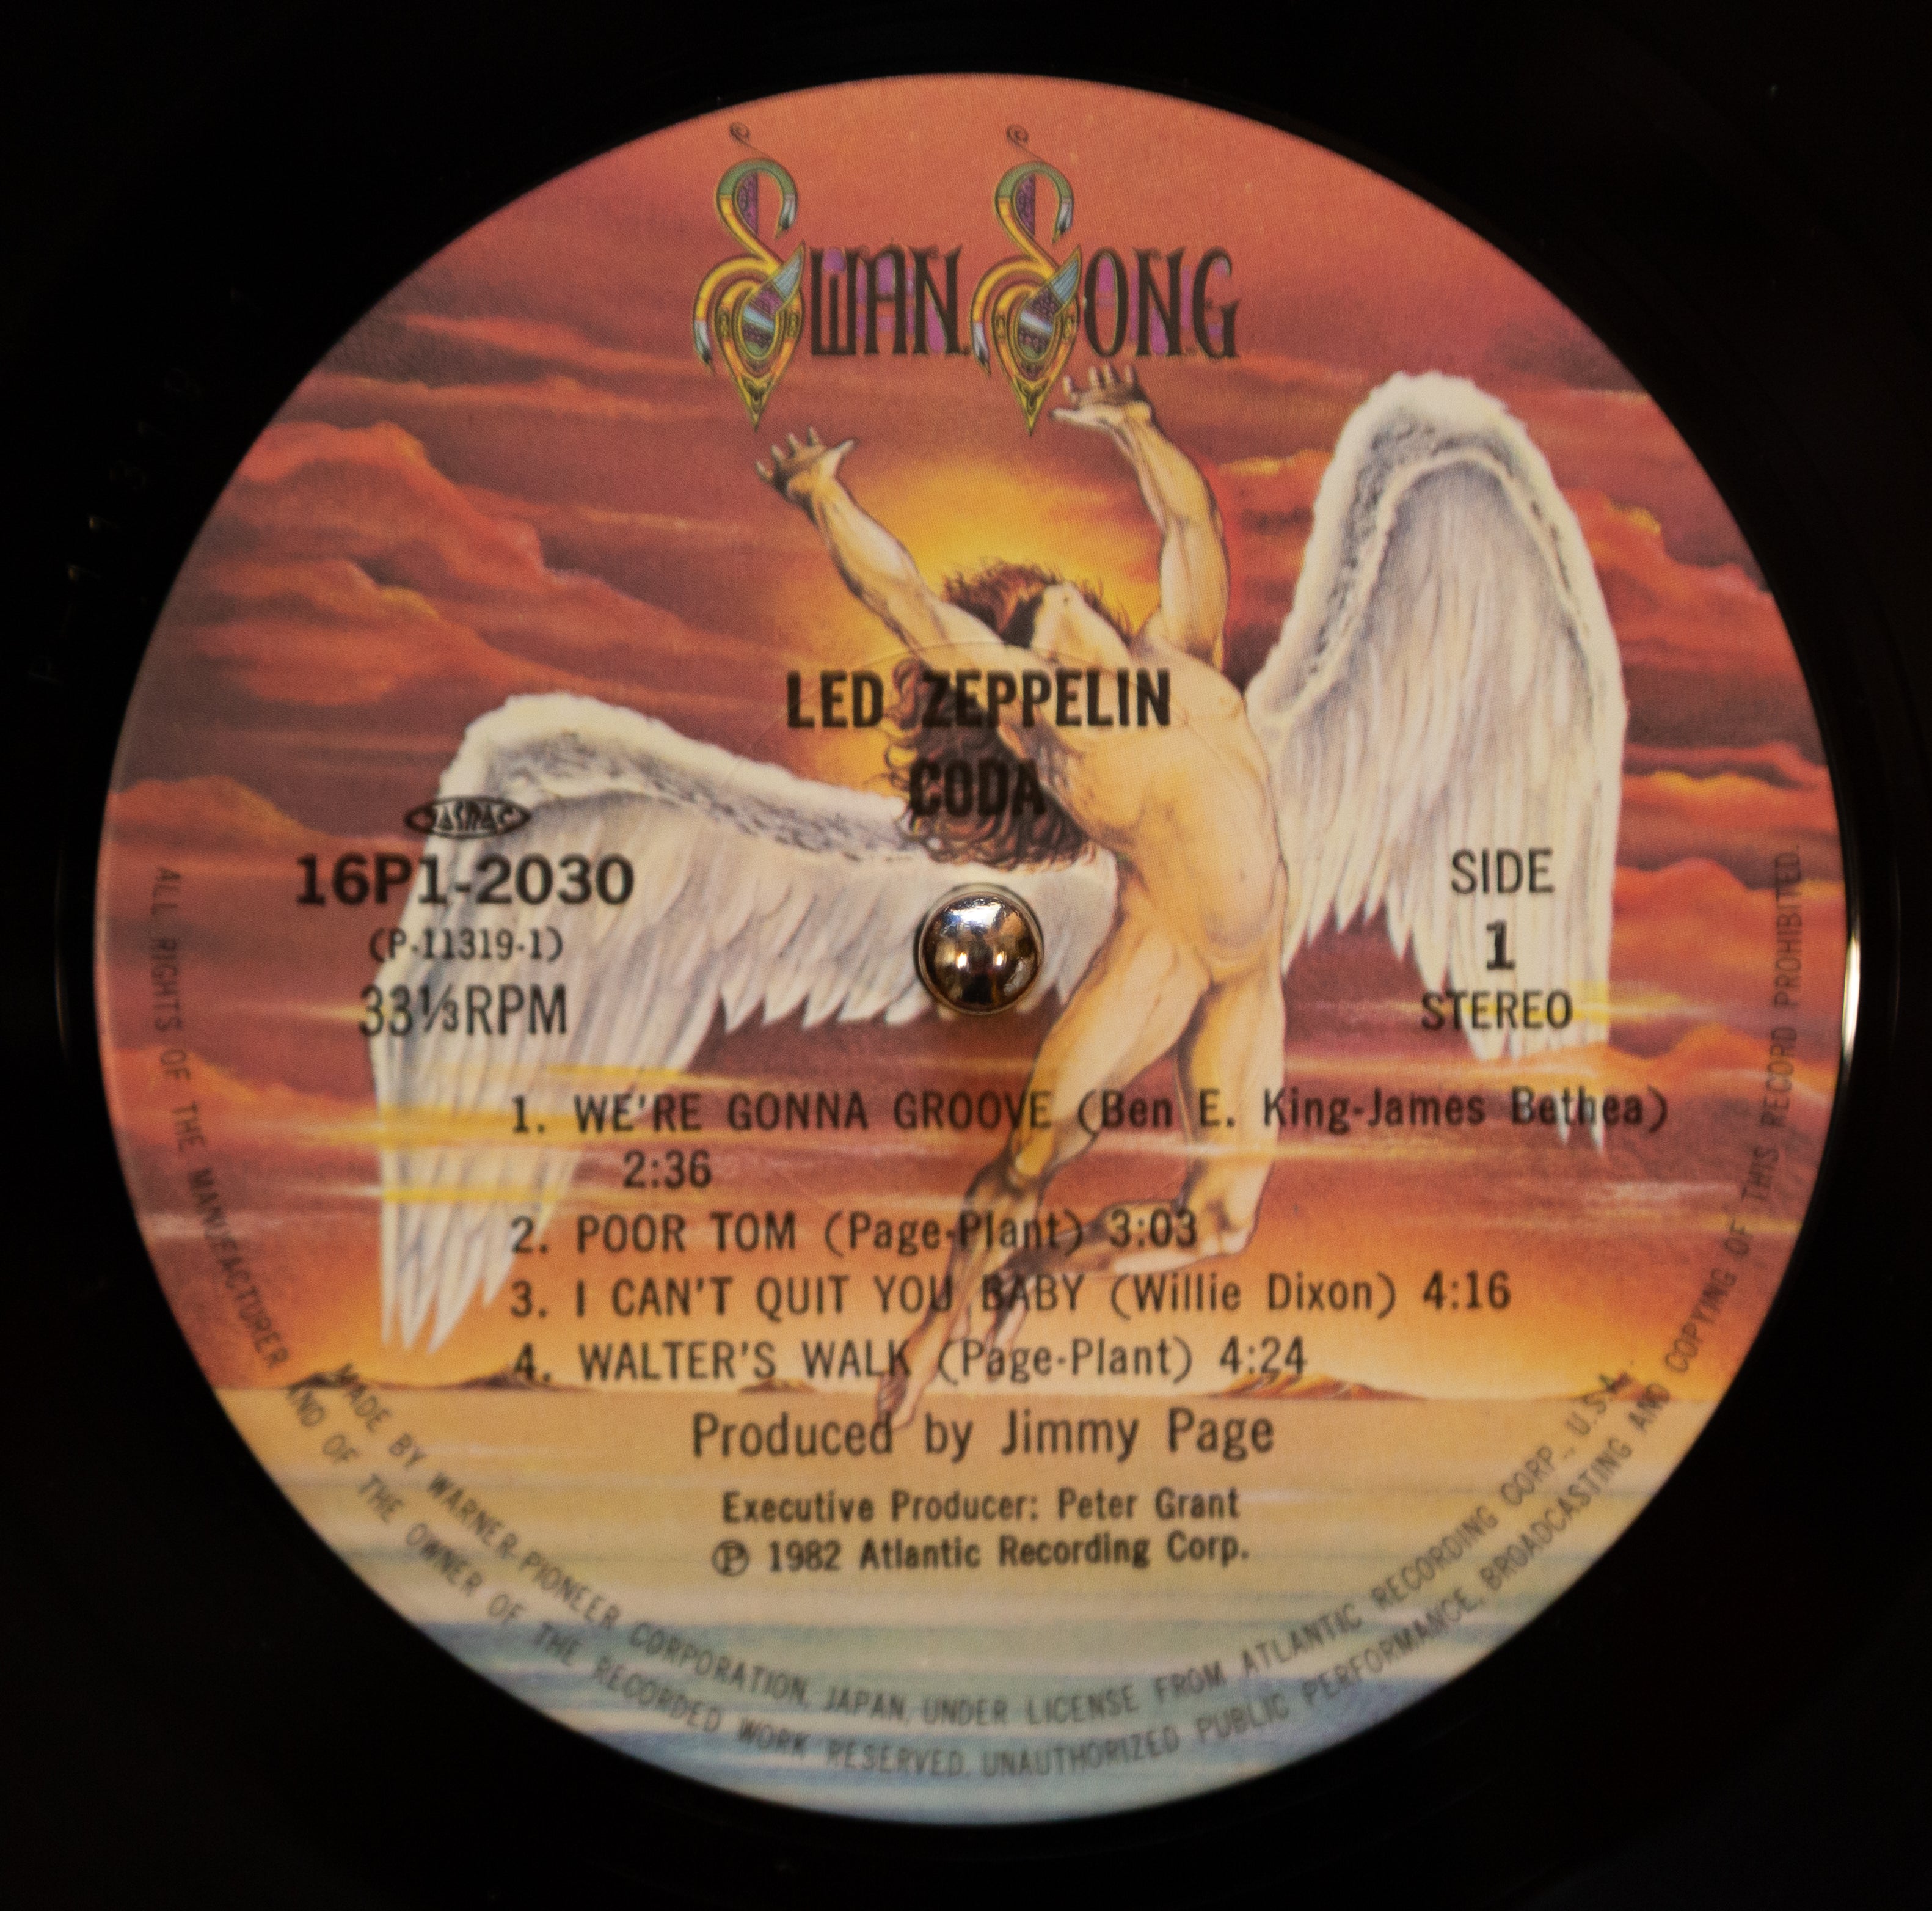 SWAN SONG
LED ZEPPELIN
CODA
JASRAC
16P1-2030
(P-11319-1)
33⅓RPM
SIDE
1
STEREO
1. WE'RE GONNA GROOVE (Ben E. King-James Bethea)
2:36
2. POOR TOM (Page-Plant) 3:03
3. I CAN'T QUIT YOU BABY (Willie Dixon) 4:16
4. WALTER'S WALK (Page-Plant) 4:24
Produced by Jimmy Page
Executive Producer: Peter Grant
℗ 1982 Atlantic Recording Corp.
MADE BY WARNER-PIONEER CORPORATION, JAPAN, UNDER LICENSE FROM ATLANTIC RECORDING CORP - U.S.A.
ALL RIGHTS OF THE MANUFACTURER AND OF THE OWNER OF THE RECORDED WORK RESERVED. UNAUTHORIZED PUBLIC PERFORMANCE, BROADCASTING AND COPYING OF THIS RECORD PROHIBITED.